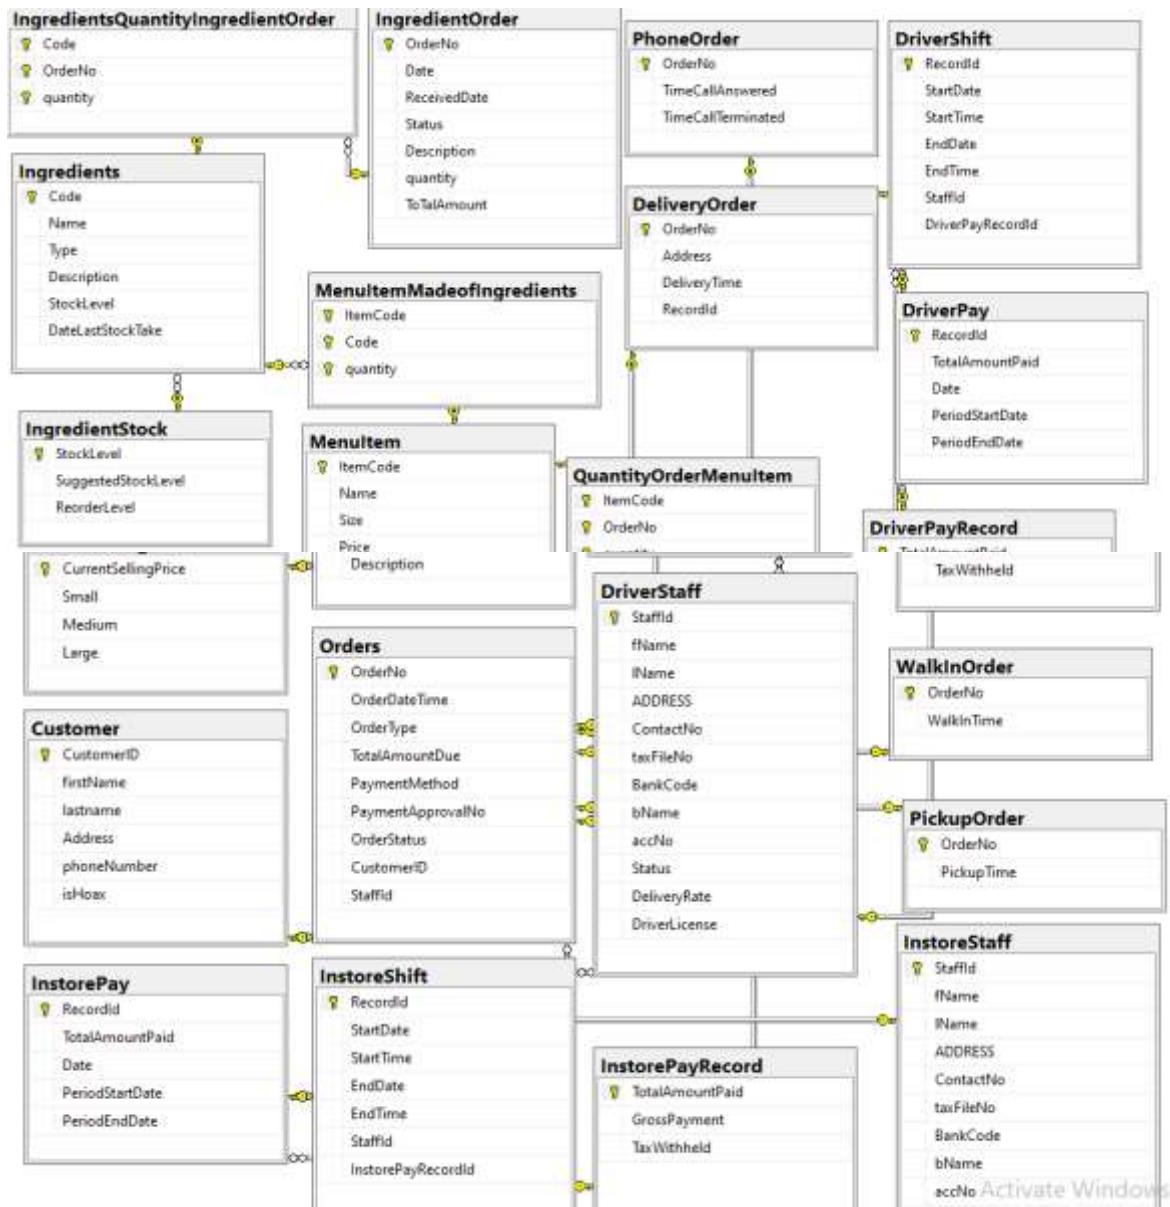 IngredientsQuantityIngredientOrder
Code
OrderNo
quantity
IngredientOrder
OrderNo
Date
ReceivedDate
Status
Description
quantity
ToTalAmount
PhoneOrder
OrderNo
TimeCallAnswered
TimeCallTerminated
DriverShift
RecordId
StartDate
StartTime
EndDate
EndTime
StaffId
DriverPayRecordId
Ingredients
Code
Name
Type
Description
StockLevel
DateLastStockTake
MenuItemMadeofIngredients
ItemCode
Code
quantity
DeliveryOrder
OrderNo
Address
DeliveryTime
RecordId
DriverPay
RecordId
TotalAmountPaid
Date
PeriodStartDate
PeriodEndDate
IngredientStock
StockLevel
SuggestedStockLevel
ReorderLevel
MenuItem
ItemCode
Name
Size
Price
Description
QuantityOrderMenuItem
ItemCode
OrderNo
DriverPayRecord
TotalAmountPaid
TaxWithheld
CurrentSellingPrice
Small
Medium
Large
Orders
OrderNo
OrderDateTime
OrderType
TotalAmountDue
PaymentMethod
PaymentApprovalNo
OrderStatus
CustomerID
StaffId
DriverStaff
StaffId
fName
lName
ADDRESS
ContactNo
taxFileNo
BankCode
bName
accNo
Status
DeliveryRate
DriverLicense
WalkInOrder
OrderNo
WalkInTime
Customer
CustomerID
firstName
lastname
Address
phoneNumber
isHoax
PickupOrder
OrderNo
PickupTime
InstorePay
RecordId
TotalAmountPaid
Date
PeriodStartDate
PeriodEndDate
InstoreShift
RecordId
StartDate
StartTime
EndDate
EndTime
StaffId
InstorePayRecordId
InstorePayRecord
TotalAmountPaid
GrossPayment
TaxWithheld
InstoreStaff
StaffId
fName
lName
ADDRESS
ContactNo
taxFileNo
BankCode
bName
accNo
Activate Windows